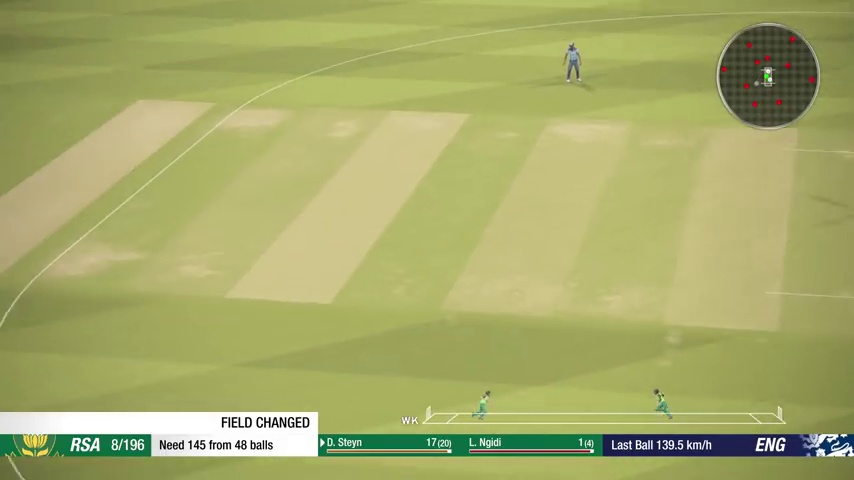 WK
FIELD CHANGED
RSA 8/196 Need 145 from 48 balls D. Steyn 17(20) L. Ngidi 1(4) Last Ball 139.5 km/h ENG